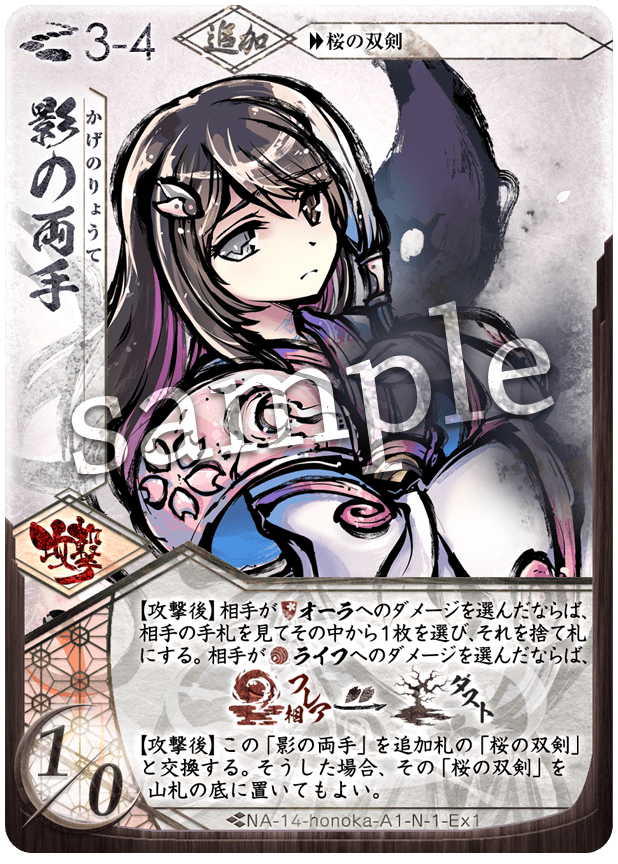 3-4
追加
桜の双剣
影の両手
かげのりょうて
sample
攻撃
【攻撃後】相手がオーラへのダメージを選んだならば、
相手の手札を見てその中から1枚を選び、それを捨て札
にする。相手がライフへのダメージを選んだならば、
相フレア
ダスト
【攻撃後】この「影の両手」を追加札の「桜の双剣」
と交換する。そうした場合、その「桜の双剣」を
山札の底に置いてもよい。
1/0
NA-14-honoka-A1-N-1-Ex1